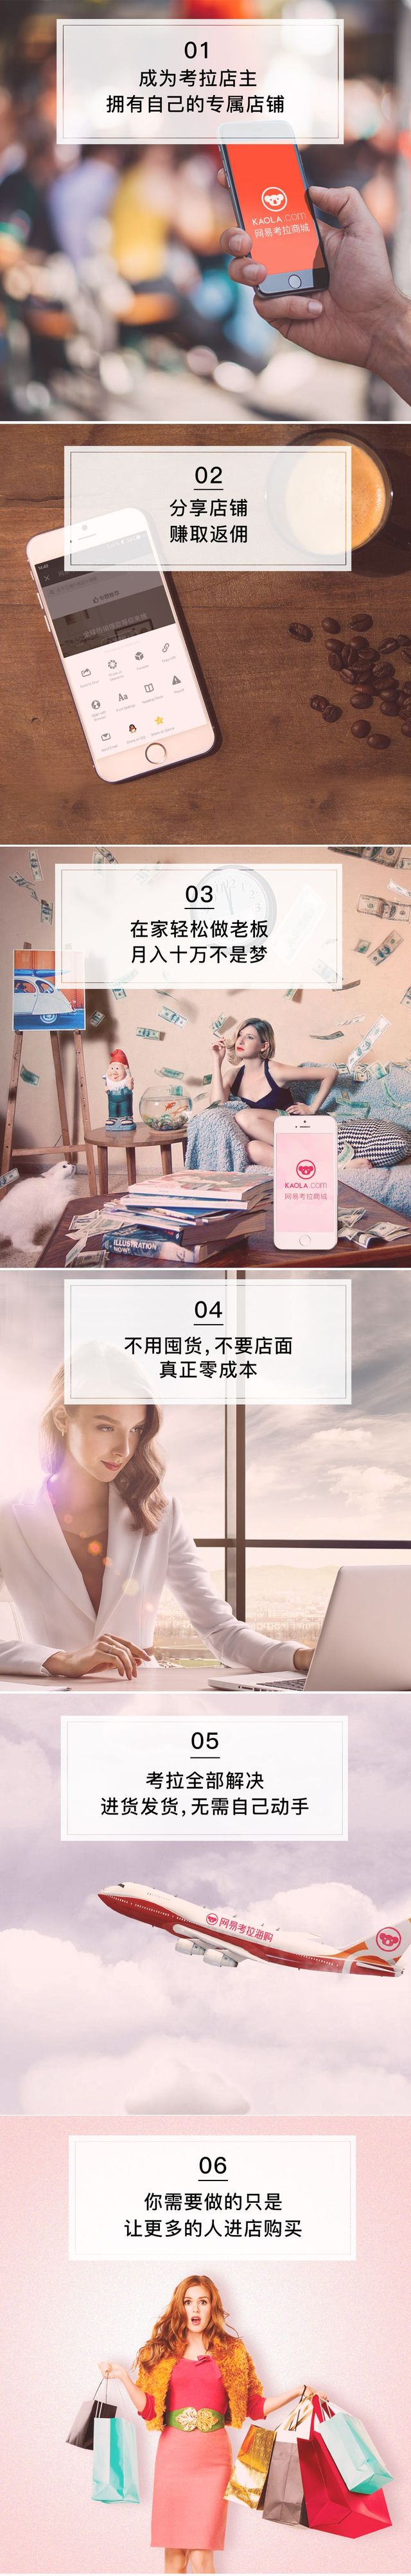 01
成为考拉店主
拥有自己的专属店铺
KAOLA.com
网易考拉商城
02
分享店铺
赚取返佣
Aa
03
在家轻松做老板
月入十万不是梦
KAOLA.com
网易考拉商城
ILLUSTRATION
NOW!
04
不用囤货,不要店面
真正零成本
05
考拉全部解决
进货发货,无需自己动手
网易考拉海购
06
你需要做的只是
让更多的人进店购买